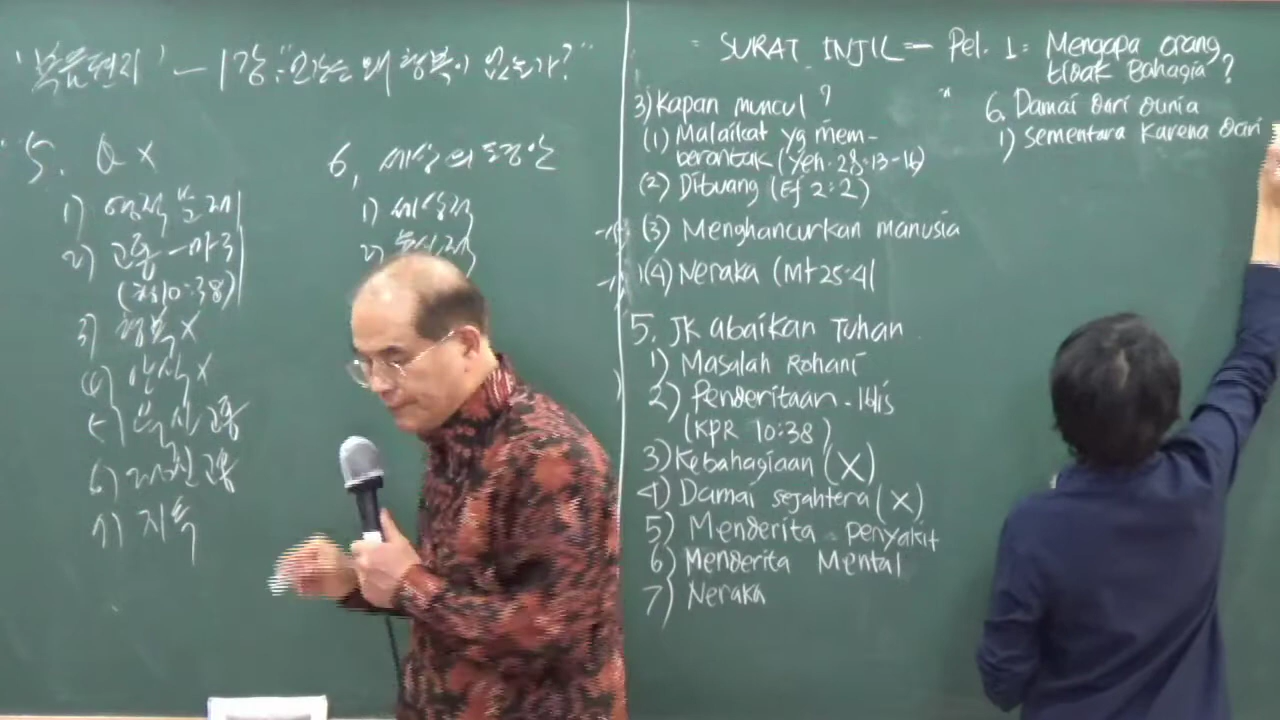 '복음편지' – 1강: "인간은 왜 행복이 없는가?"
5.
1) 영적 문제
2) 고통 – 마귀
(행10:38)
3) 행복 X
4) 안식 X
5) 육신 고통
6) 정신 고통
7) 지옥
6, 세상의 평안
1) 세상적
2) 육신적
SURAT INJIL – Pel. 1: Mengapa orang
tidak Bahagia?
3) Kapan muncul ?
(1) Malaikat yg mem-
berontak (Yeh. 28:13-16)
(2) Dibuang (Ef 2:2)
(3) Menghancurkan manusia
(4) Neraka (Mt 25:41
5. Jk abaikan Tuhan
1) Masalah Rohani
2) Penderitaan - Iblis
(KPR 10:38)
3) Kebahagiaan (X)
4) Damai sejahtera (X)
5) Menderita penyakit
6) Menderita Mental
7) Neraka
6. Damai dari dunia
1) sementara karena dari